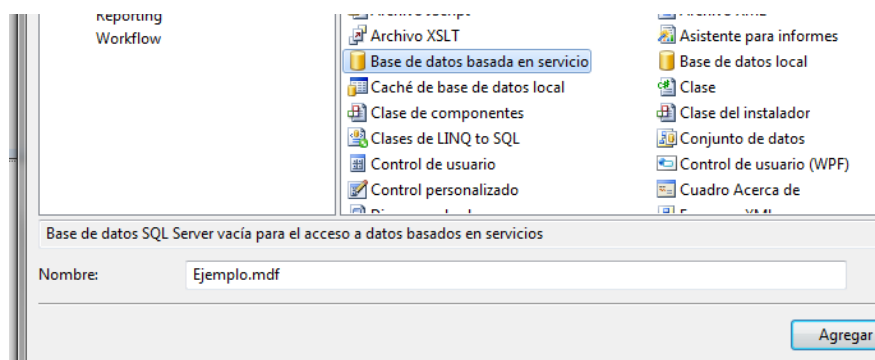 Reporting
Workflow
Archivo XSLT
Base de datos basada en servicio
Caché de base de datos local
Clase de componentes
Clases de LINQ to SQL
Control de usuario
Control personalizado
Asistente para informes
Base de datos local
Clase
Clase del instalador
Conjunto de datos
Control de usuario (WPF)
Cuadro Acerca de
Base de datos SQL Server vacía para el acceso a datos basados en servicios
Nombre:
Ejemplo.mdf
Agregar